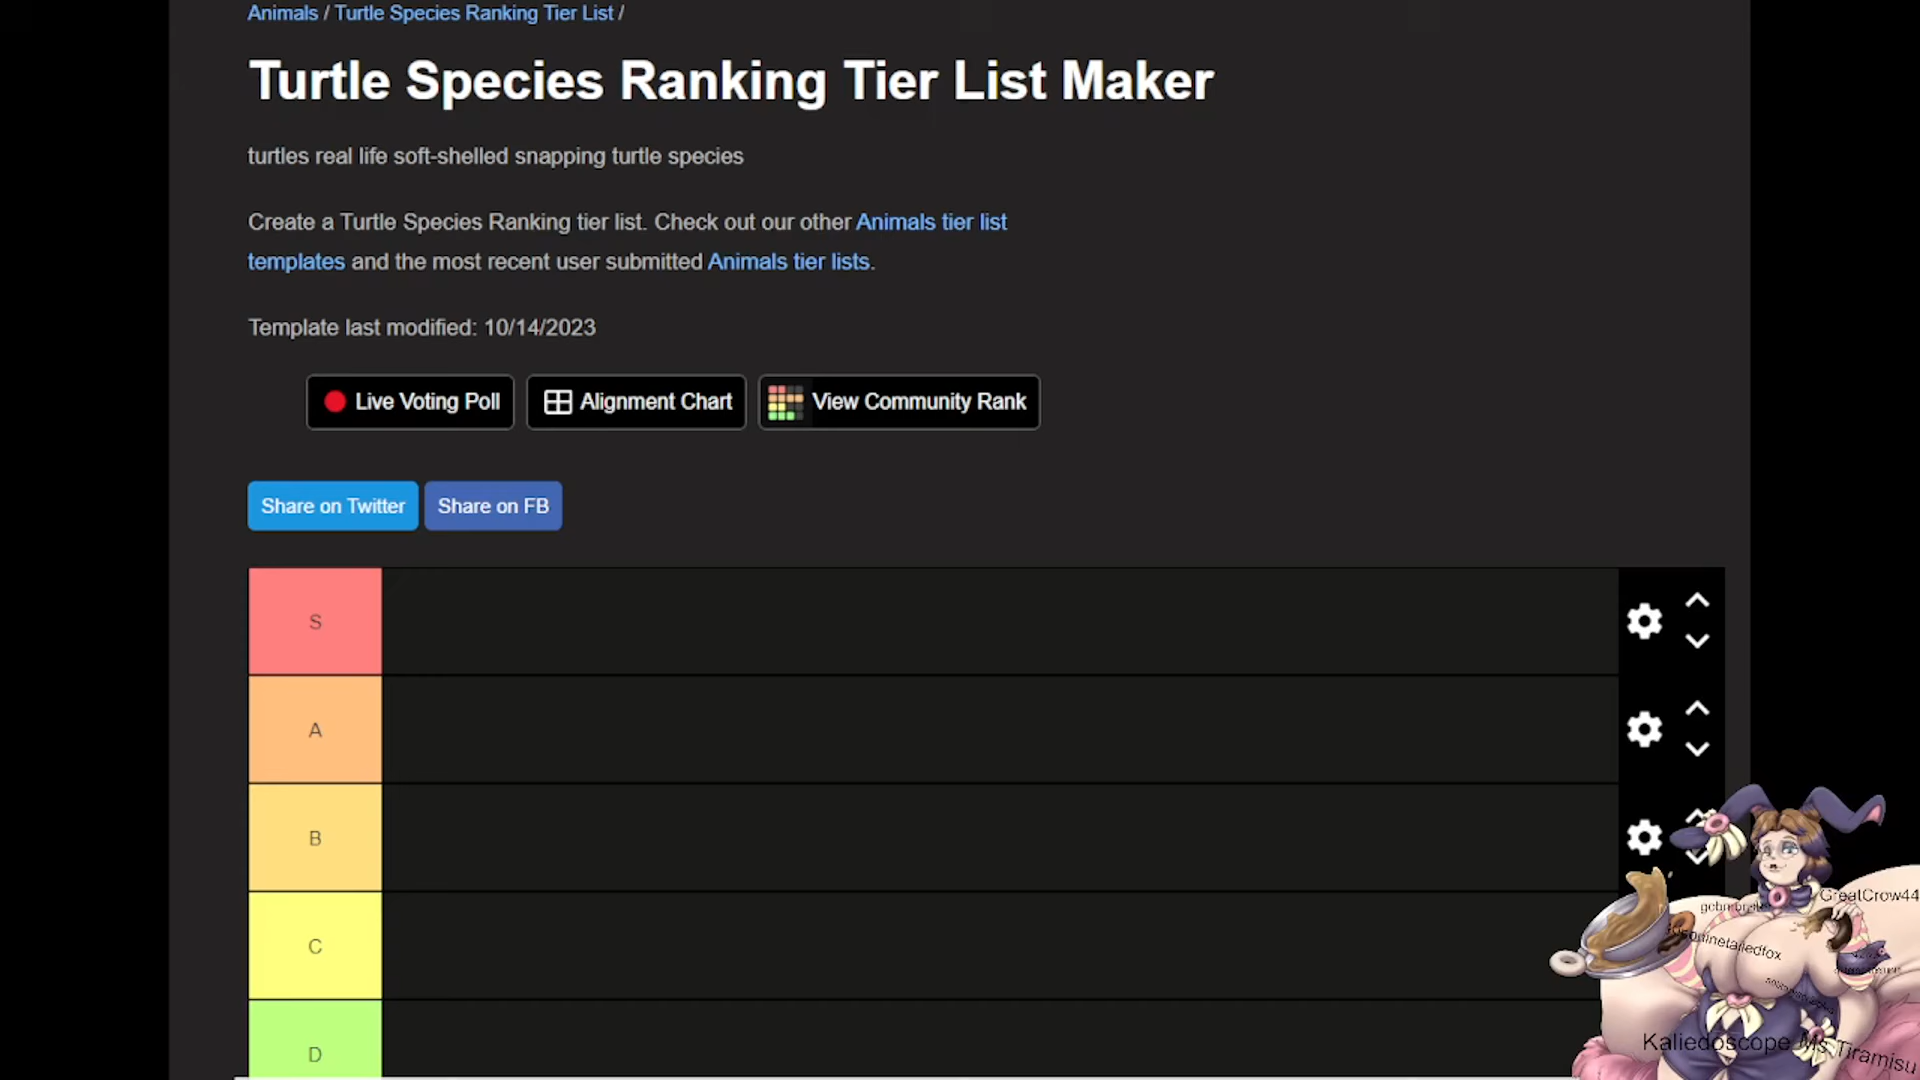 Animals / Turtle Species Ranking Tier List /
Turtle Species Ranking Tier List Maker
turtles real life soft-shelled snapping turtle species
Create a Turtle Species Ranking tier list. Check out our other Animals tier list
templates and the most recent user submitted Animals tier lists.
Template last modified: 10/14/2023
Live Voting Poll
Alignment Chart
View Community Rank
Share on Twitter
Share on FB
S
A
B
C
D
GreatCrow44
Kaliedoscope
Ms Tiramisu